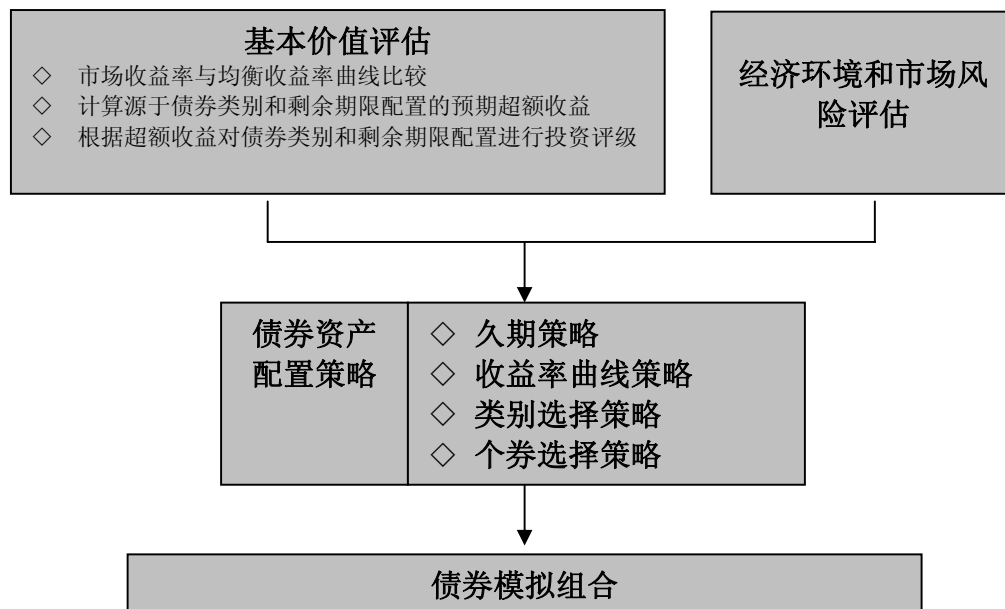 基本价值评估
◇ 市场收益率与均衡收益率曲线比较
◇ 计算源于债券类别和剩余期限配置的预期超额收益
◇ 根据超额收益对债券类别和剩余期限配置进行投资评级
经济环境和市场风
险评估
债券资产
配置策略
◇ 久期策略
◇ 收益率曲线策略
◇ 类别选择策略
◇ 个券选择策略
债券模拟组合